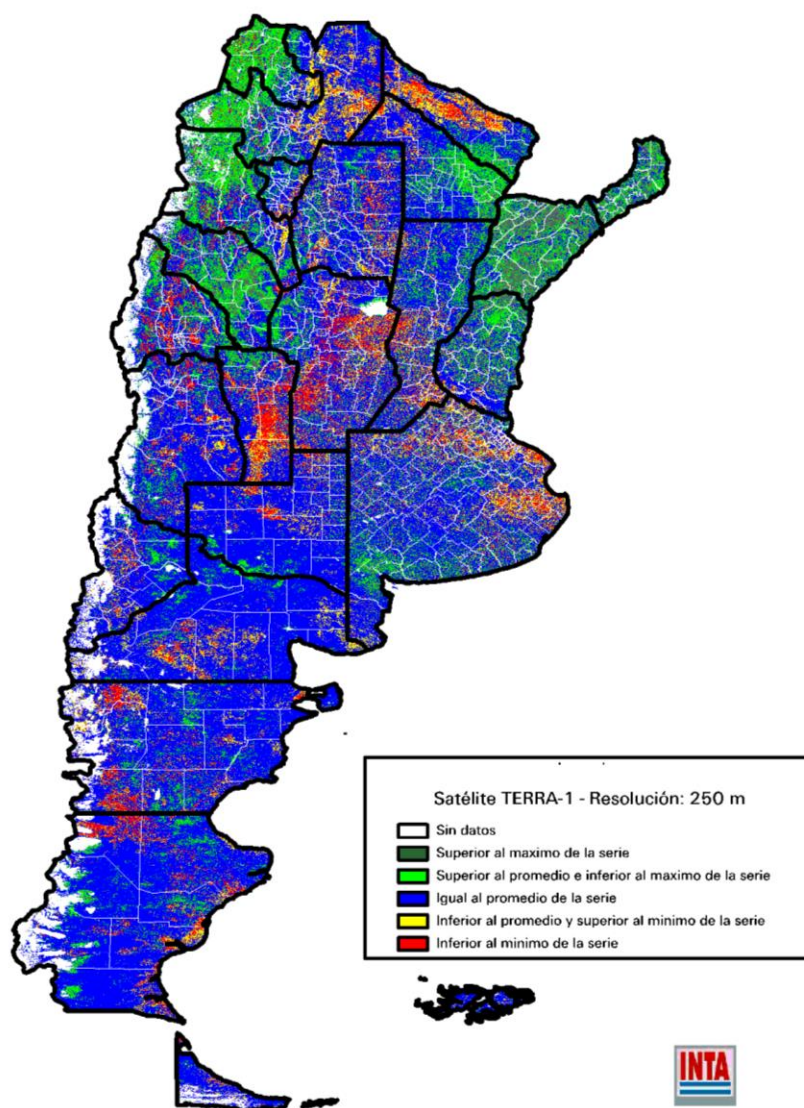 Satélite TERRA-1 - Resolución: 250 m
Sin datos
Superior al maximo de la serie
Superior al promedio e inferior al maximo de la serie
Igual al promedio de la serie
Inferior al promedio y superior al minimo de la serie
Inferior al minimo de la serie
INTA